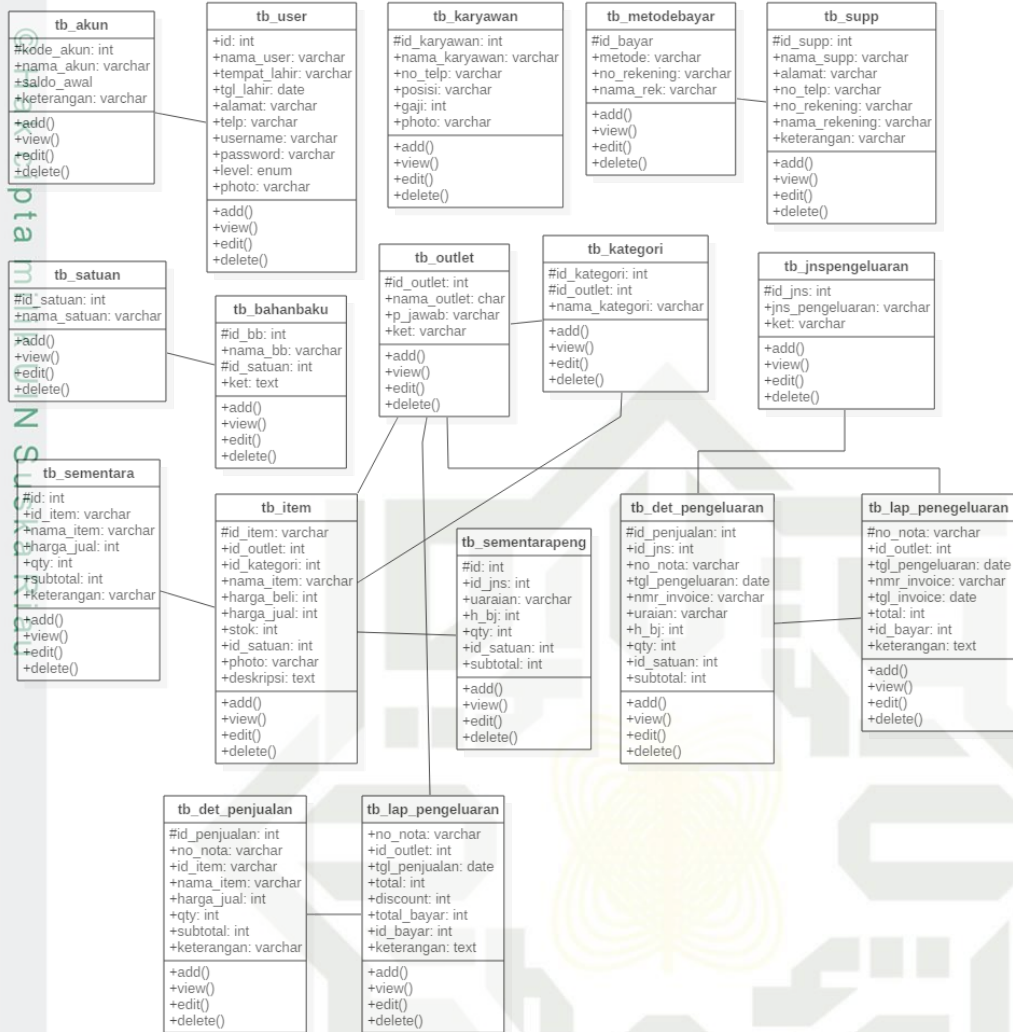 tb_akun
#kode_akun: int
+nama_akun: varchar
+saldo_awal
+keterangan: varchar
+add()
+view()
+edit()
+delete()
tb_user
+id: int
+nama_user: varchar
+tempat_lahir: varchar
+tgl_lahir: date
+alamat: varchar
+telp: varchar
+username: varchar
+password: varchar
+level: enum
+photo: varchar
+add()
+view()
+edit()
+delete()
tb_karyawan
#id_karyawan: int
+nama_karyawan: varchar
+no_telp: varchar
+posisi: varchar
+gaji: int
+photo: varchar
+add()
+view()
+edit()
+delete()
tb_metodebayar
#id_bayar
+metode: varchar
+no_rekening: varchar
+nama_rek: varchar
+add()
+view()
+edit()
+delete()
tb_supp
#id_supp: int
+nama_supp: varchar
+alamat: varchar
+no_telp: varchar
+no_rekening: varchar
+nama_rekening: varchar
+keterangan: varchar
+add()
+view()
+edit()
+delete()
tb_satuan
#id_satuan: int
+nama_satuan: varchar
+add()
+view()
+edit()
+delete()
tb_bahanbaku
#id_bb: int
+nama_bb: varchar
#id_satuan: int
+ket: text
+add()
+view()
+edit()
+delete()
tb_outlet
#id_outlet: int
+nama_outlet: char
+p_jawab: varchar
+ket: varchar
+add()
+view()
+edit()
+delete()
tb_kategori
#id_kategori: int
#id_outlet: int
+nama_kategori: varchar
+add()
+view()
+edit()
+delete()
tb_jnspengeluaran
#id_jns: int
+jns_pengeluaran: varchar
+ket: varchar
+add()
+view()
+edit()
+delete()
tb_sementara
#id: int
+id_item: varchar
+nama_item: varchar
+harga_jual: int
+qty: int
+subtotal: int
+keterangan: varchar
+add()
+view()
+edit()
+delete()
tb_item
#id_item: varchar
+id_outlet: int
+id_kategori: int
+nama_item: varchar
+harga_beli: int
+harga_jual: int
+stok: int
+id_satuan: int
+photo: varchar
+deskripsi: text
+add()
+view()
+edit()
+delete()
tb_sementarapeng
#id: int
+id_jns: int
+uaraian: varchar
+h_bj: int
+qty: int
+id_satuan: int
+subtotal: int
+add()
+view()
+edit()
+delete()
tb_det_pengeluaran
#id_penjualan: int
+id_jns: int
+no_nota: varchar
+tgl_pengeluaran: date
+nmr_invoice: varchar
+uraian: varchar
+h_bj: int
+qty: int
+id_satuan: int
+subtotal: int
+add()
+view()
+edit()
+delete()
tb_lap_penegeluaran
#no_nota: varchar
+id_outlet: int
+tgl_pengeluaran: date
+nmr_invoice: varchar
+tgl_invoice: date
+total: int
+id_bayar: int
+keterangan: text
+add()
+view()
+edit()
+delete()
tb_det_penjualan
#id_penjualan: int
+no_nota: varchar
+id_item: varchar
+nama_item: varchar
+harga_jual: int
+qty: int
+subtotal: int
+keterangan: varchar
+add()
+view()
+edit()
+delete()
tb_lap_pengeluaran
+no_nota: varchar
+id_outlet: int
+tgl_penjualan: date
+total: int
+discount: int
+total_bayar: int
+id_bayar: int
+keterangan: text
+add()
+view()
+edit()
+delete()
© Hak cipta milik UIN Suska Riau